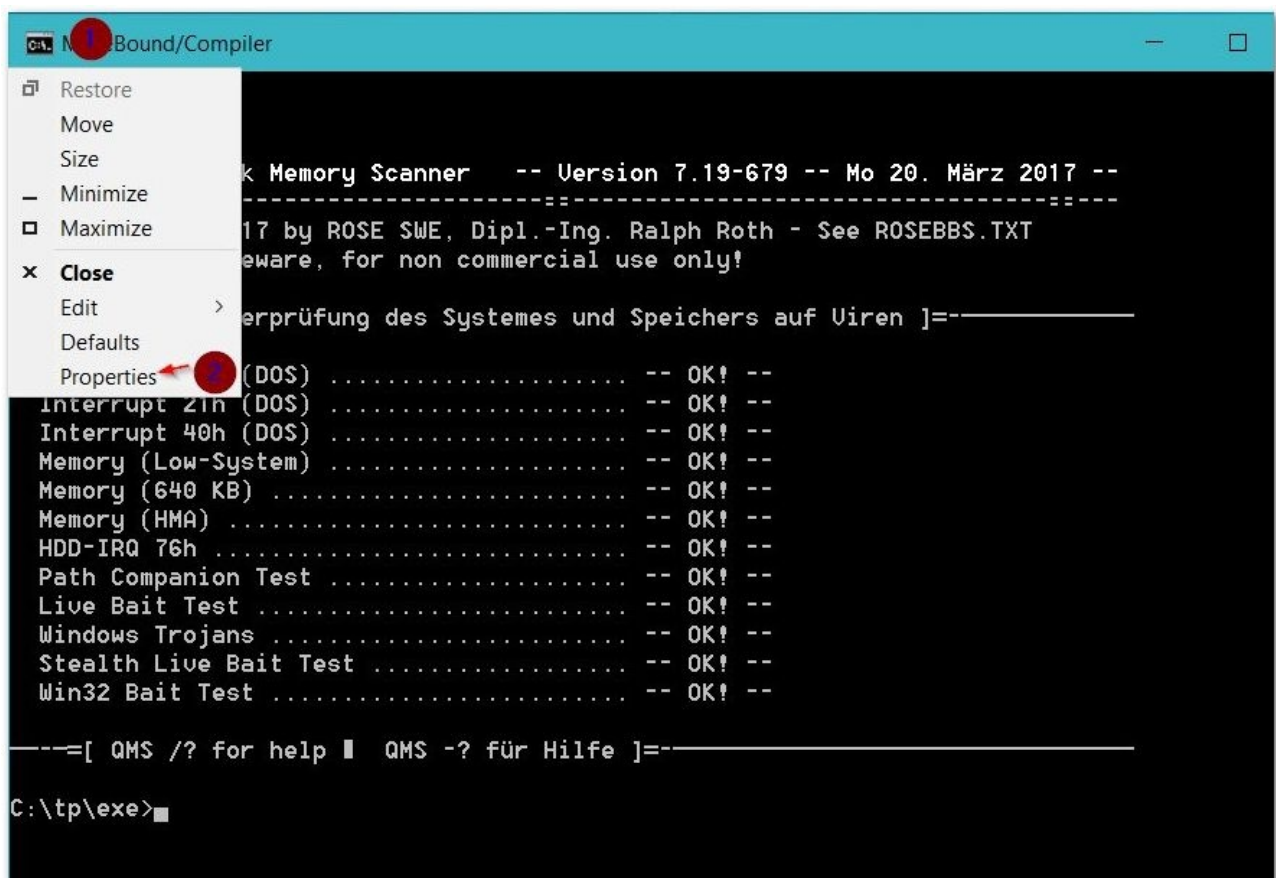 1
Bound/Compiler
Restore
Move
Size
Minimize
Maximize
Close
Edit
Defaults
Properties
2
k Memory Scanner -- Version 7.19-679 -- Mo 20. März 2017 --
17 by ROSE SWE, Dipl.-Ing. Ralph Roth - See ROSEBBS.TXT
eware, for non commercial use only!
erprüfung des Systemes und Speichers auf Viren ]=-
(DOS) ..................... -- OK! --
Interrupt 21h (DOS) ..................... -- OK! --
Interrupt 40h (DOS) ..................... -- OK! --
Memory (Low-System) ..................... -- OK! --
Memory (640 KB) ......................... -- OK! --
Memory (HMA) ............................ -- OK! --
HDD-IRQ 76h ............................. -- OK! --
Path Companion Test ..................... -- OK! --
Live Bait Test .......................... -- OK! --
Windows Trojans ......................... -- OK! --
Stealth Live Bait Test .................. -- OK! --
Win32 Bait Test ......................... -- OK! --
=[ QMS /? for help QMS -? für Hilfe ]=-
C:\tp\exe>